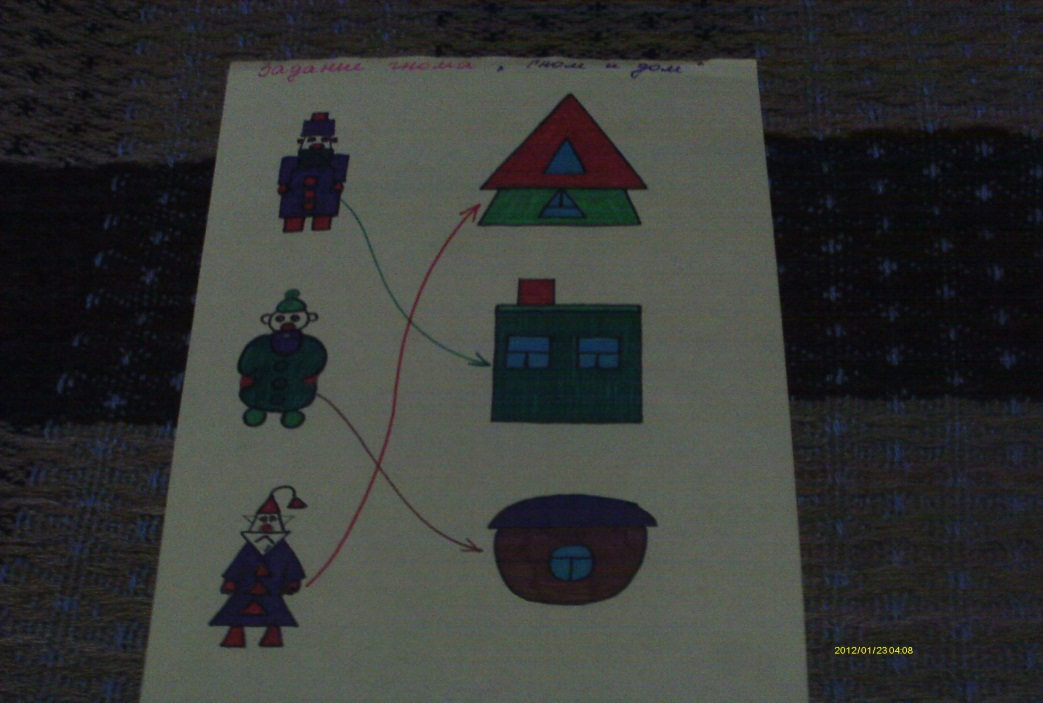 Задание гнома „ Гном и дом "
2012/01/23 04:08